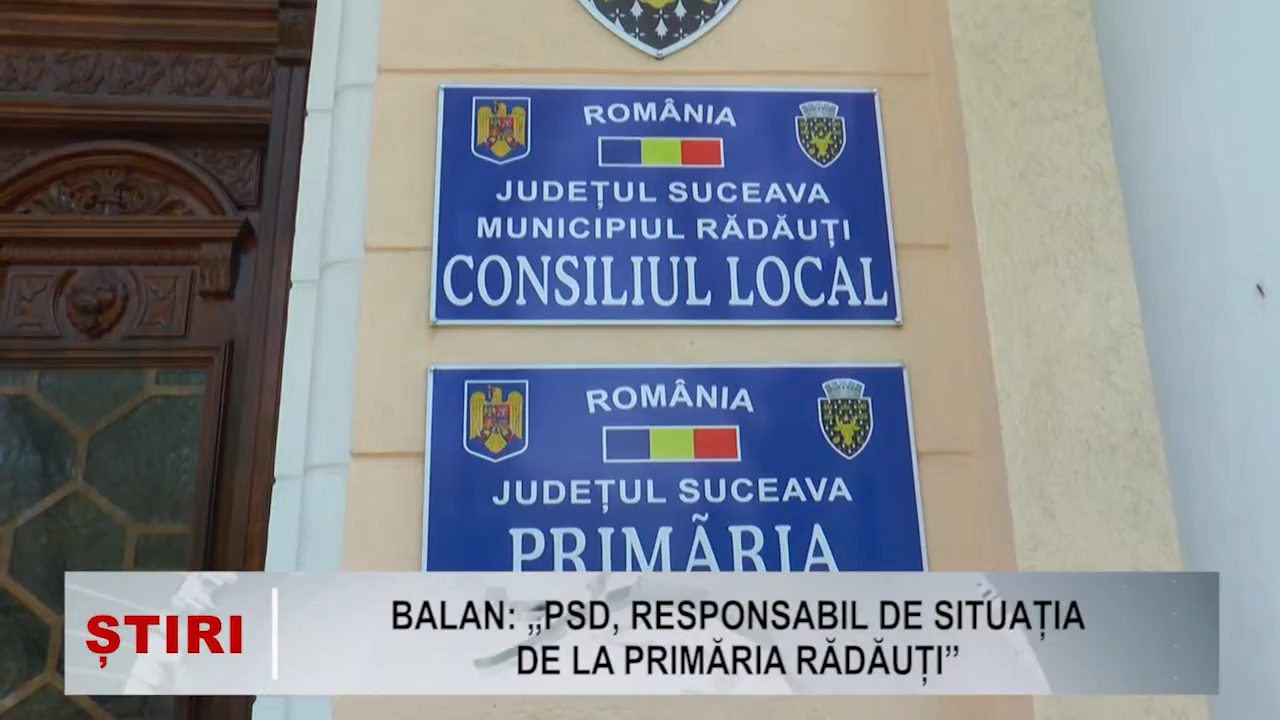 ROMÂNIA
JUDEȚUL SUCEAVA
MUNICIPIUL RĂDĂUȚI
CONSILIUL LOCAL
ROMÂNIA
JUDEȚUL SUCEAVA
PRIMÃRIA
ȘTIRI
BALAN: „PSD, RESPONSABIL DE SITUAȚIA
DE LA PRIMĂRIA RĂDĂUȚI”